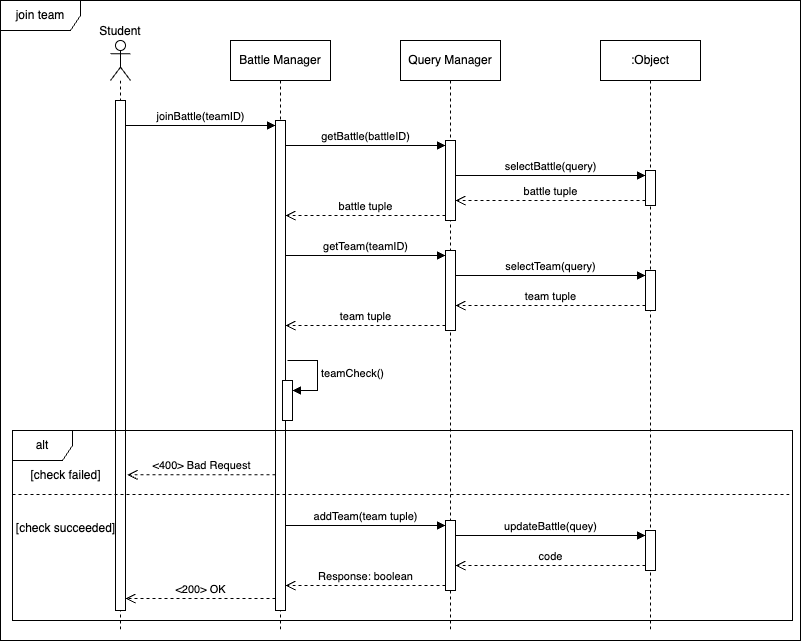 join team
Student
Battle Manager
Query Manager
:Object
joinBattle(teamID)
getBattle(battleID)
selectBattle(query)
battle tuple
battle tuple
getTeam(teamID)
selectTeam(query)
team tuple
team tuple
teamCheck()
alt
<400> Bad Request
[check failed]
addTeam(team tuple)
[check succeeded]
updateBattle(quey)
code
Response: boolean
<200> OK